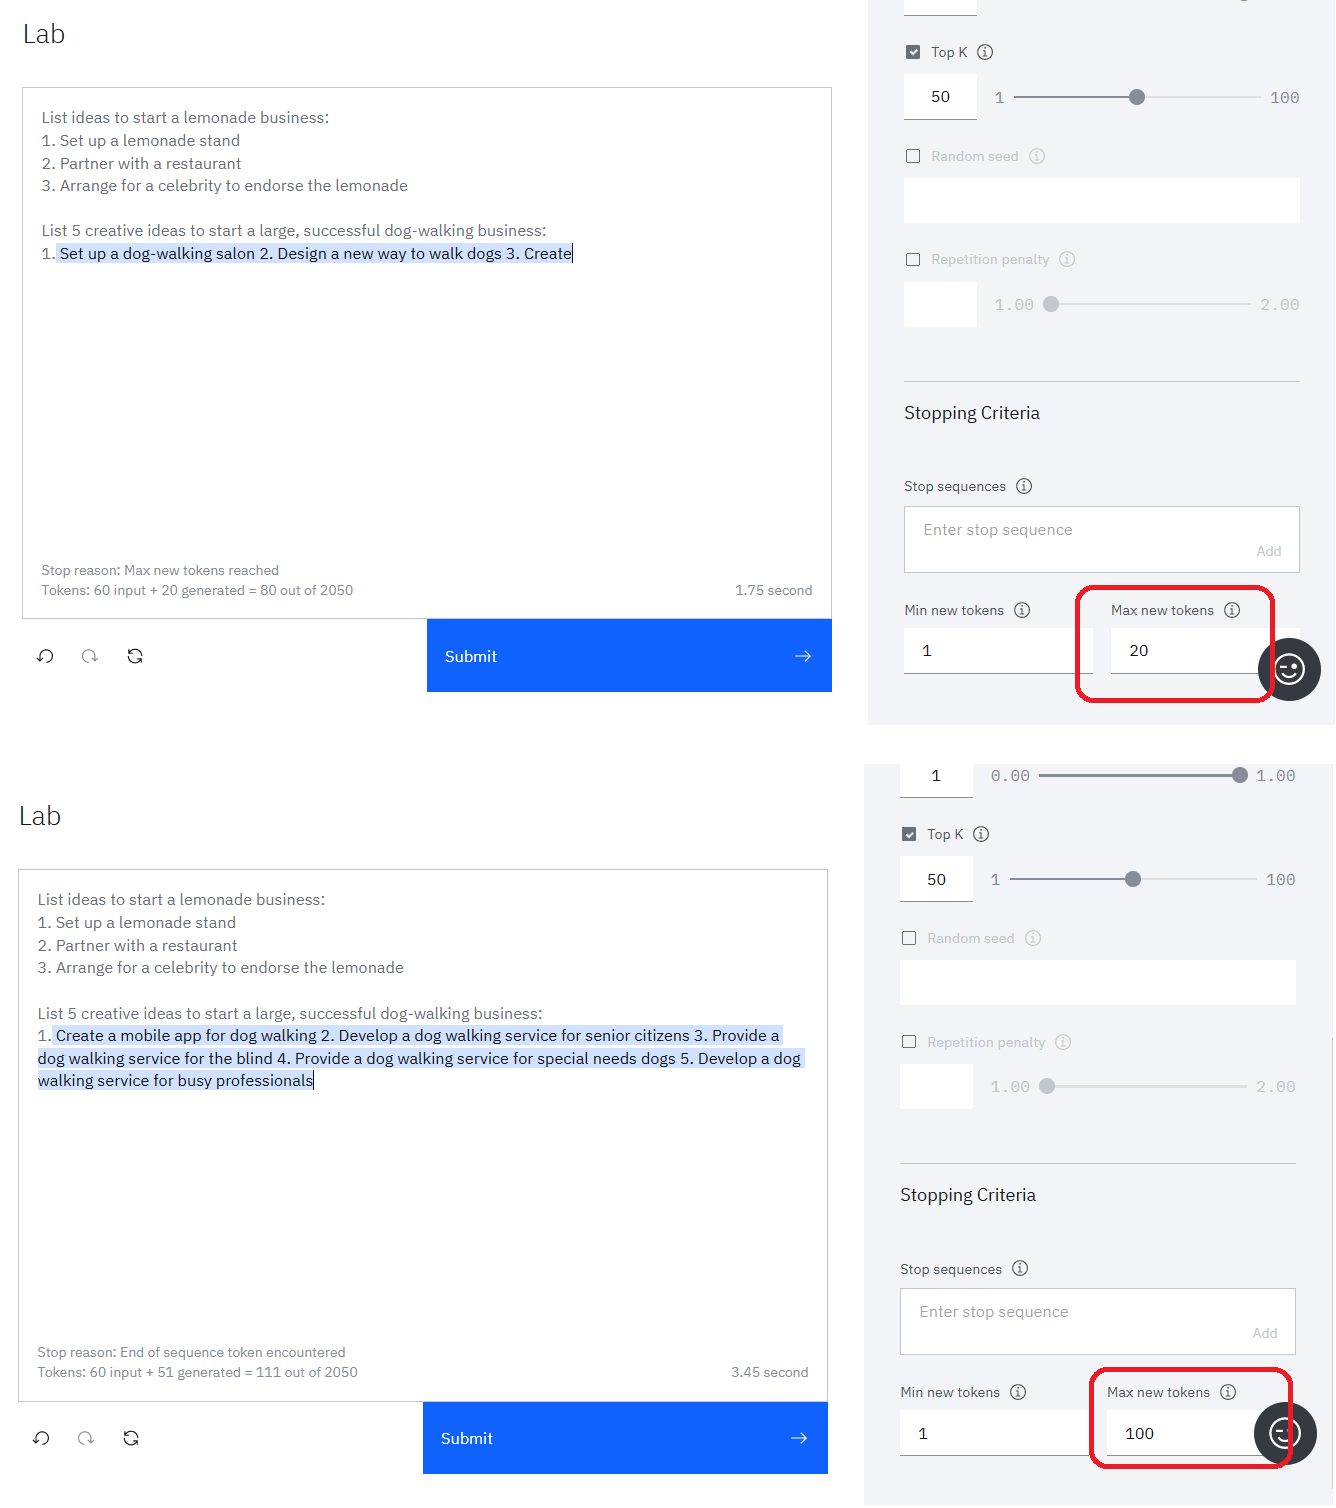 Lab
List ideas to start a lemonade business:
1. Set up a lemonade stand
2. Partner with a restaurant
3. Arrange for a celebrity to endorse the lemonade
List 5 creative ideas to start a large, successful dog-walking business:
1. Set up a dog-walking salon 2. Design a new way to walk dogs 3. Create
Stop reason: Max new tokens reached
Tokens: 60 input + 20 generated = 80 out of 2050
1.75 second
Submit
Top K
50 1 100
Random seed
Repetition penalty
1.00 2.00
Stopping Criteria
Stop sequences
Enter stop sequence
Add
Min new tokens Max new tokens
1 20
Lab
List ideas to start a lemonade business:
1. Set up a lemonade stand
2. Partner with a restaurant
3. Arrange for a celebrity to endorse the lemonade
List 5 creative ideas to start a large, successful dog-walking business:
1. Create a mobile app for dog walking 2. Develop a dog walking service for senior citizens 3. Provide a
dog walking service for the blind 4. Provide a dog walking service for special needs dogs 5. Develop a dog
walking service for busy professionals
Stop reason: End of sequence token encountered
Tokens: 60 input + 51 generated = 111 out of 2050
3.45 second
Submit
1 0.00 1.00
Top K
50 1 100
Random seed
Repetition penalty
1.00 2.00
Stopping Criteria
Stop sequences
Enter stop sequence
Add
Min new tokens Max new tokens
1 100